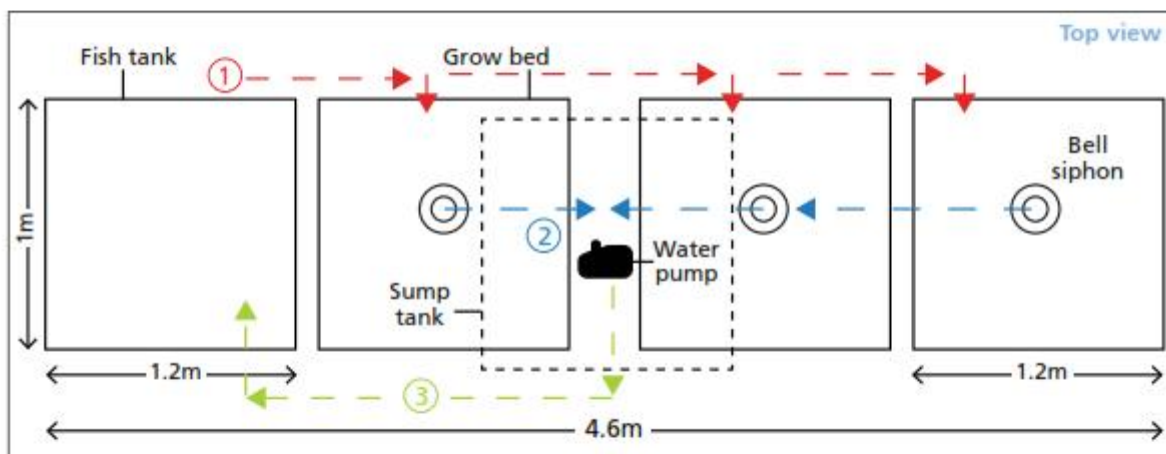 Top view
Fish tank
Grow bed
1
Bell
siphon
1m
2
Water
pump
Sump
tank
1.2m
3
1.2m
4.6m